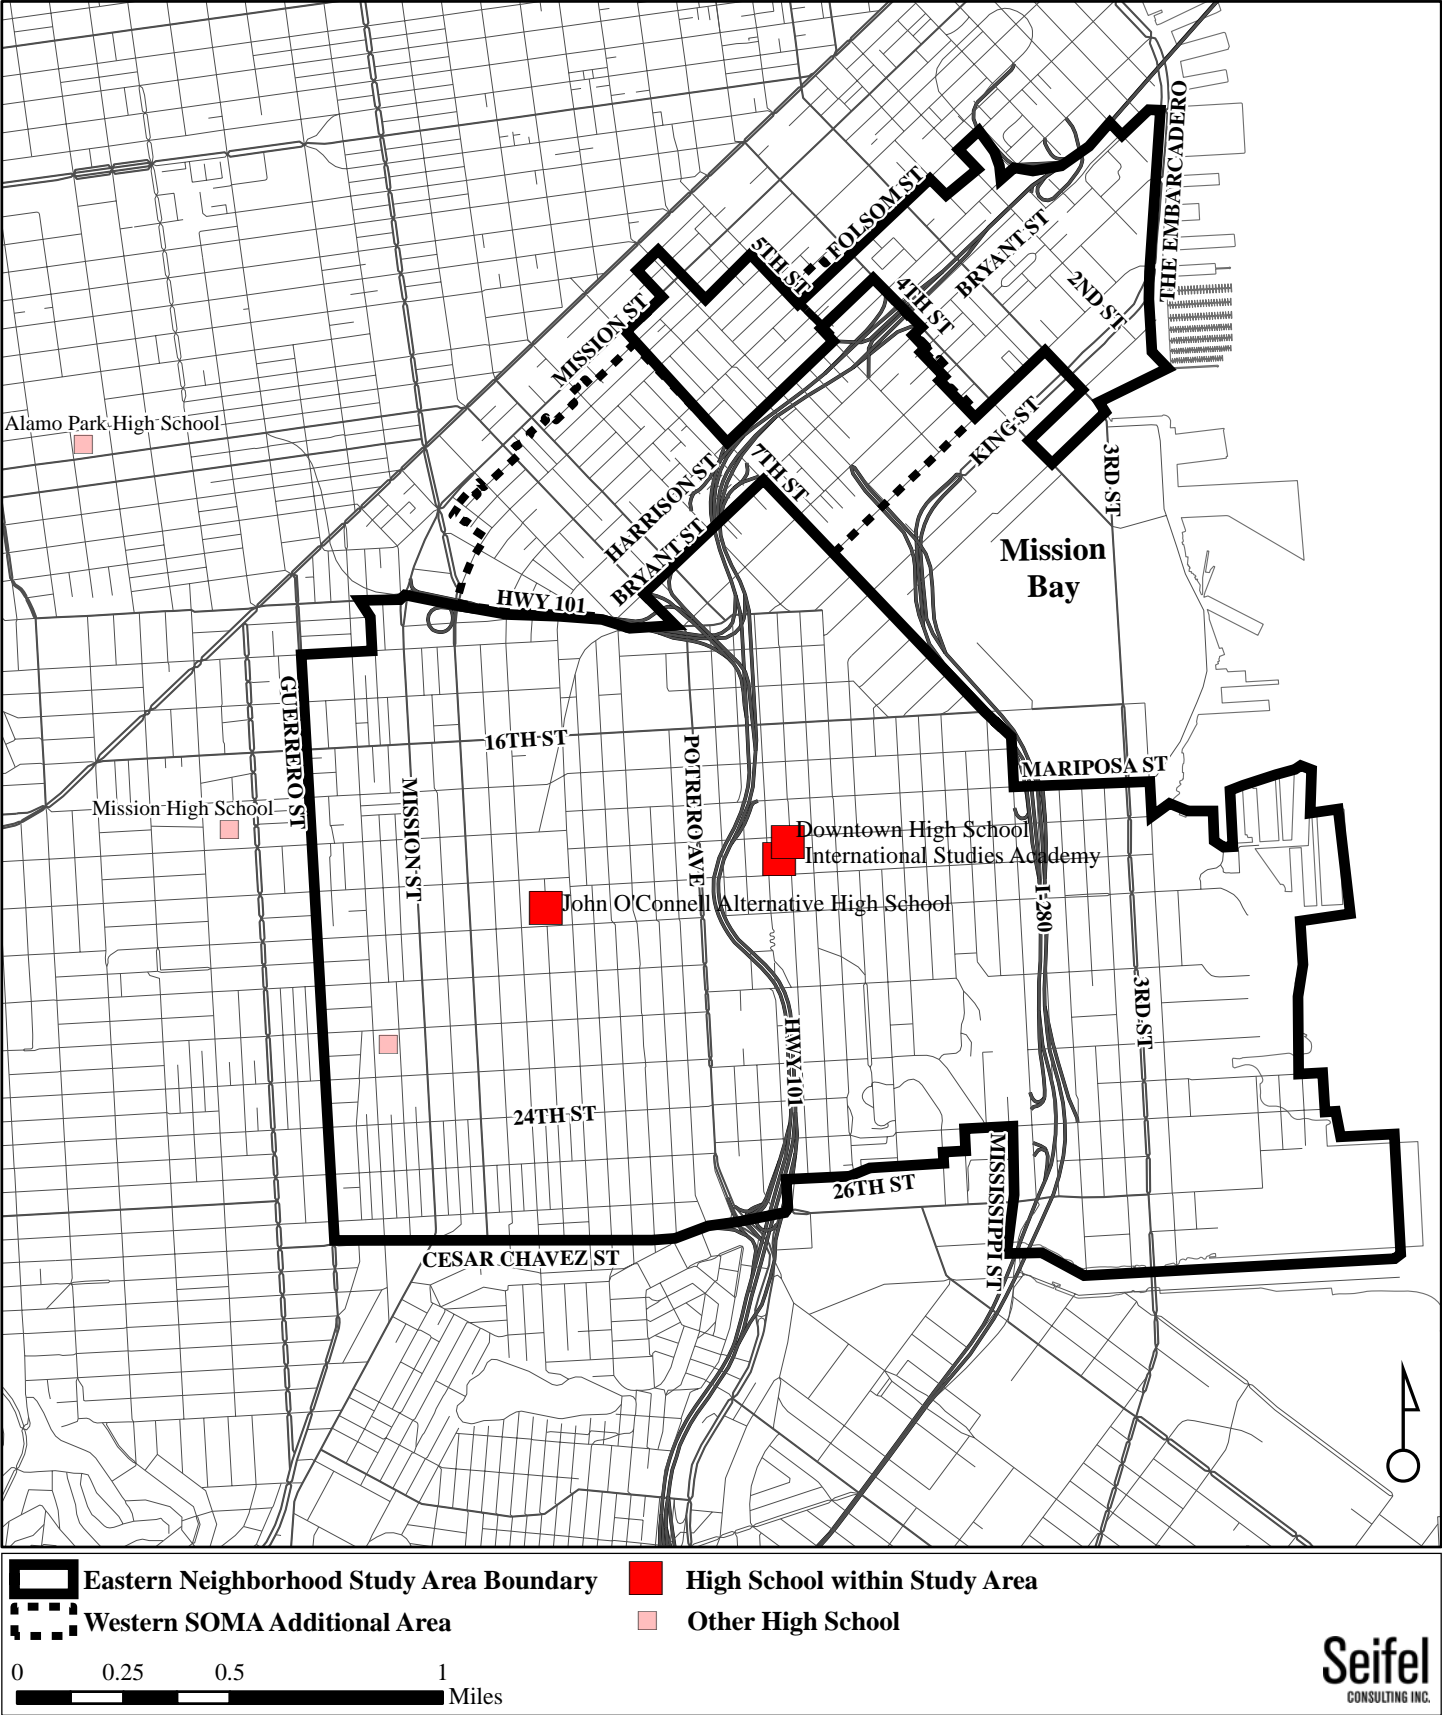 THE EMBARCADERO
FOLSOM ST
5TH ST
BRYANT ST
4TH ST
2ND ST
MISSION ST
Alamo Park High School
KING ST
3RD ST
7TH ST
HARRISON ST
BRYANT ST
Mission
Bay
HWY 101
GUERRERO ST
16TH ST
POTRERO AVE
MARIPOSA ST
MISSION ST
Mission High School
Downtown High School
International Studies Academy
John O'Connell Alternative High School
I-280
3RD ST
HWY 101
24TH ST
26TH ST
MISSISSIPPI ST
CESAR CHAVEZ ST
Eastern Neighborhood Study Area Boundary
High School within Study Area
Western SOMA Additional Area
Other High School
0 0.25 0.5 1
Miles
Seifel
CONSULTING INC.